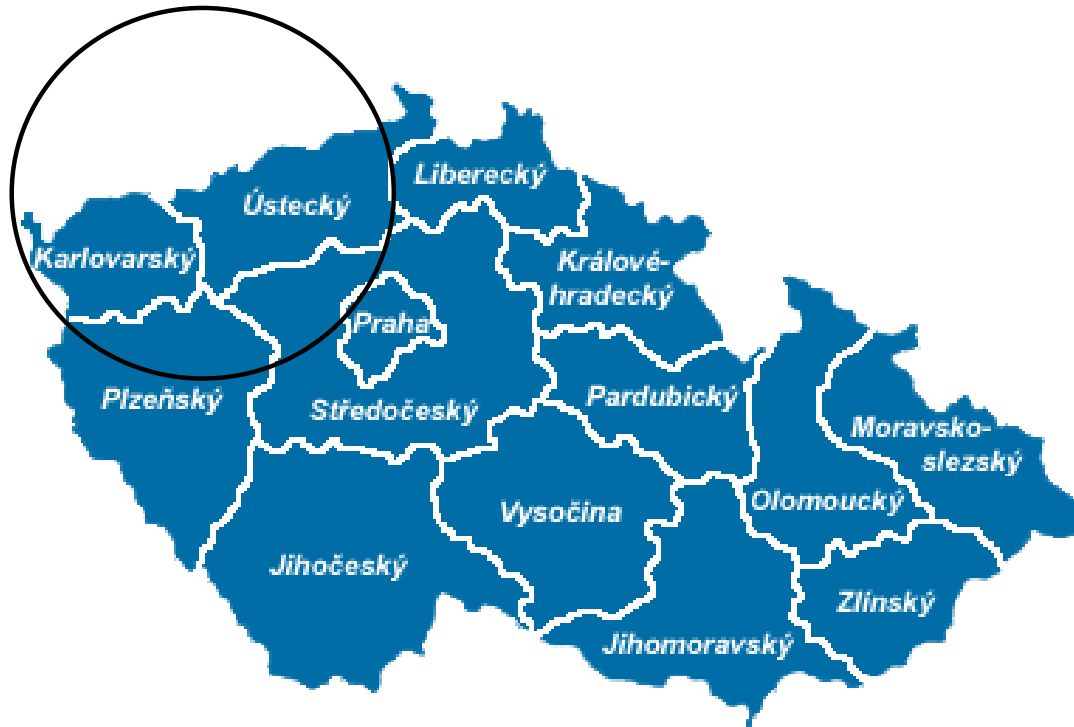 Liberecký
Ústecký
Karlovarský
Králové-
hradecký
Praha
Plzeňský
Středočeský
Pardubický
Moravsko-
slezský
Olomoucký
Vysočina
Jihočeský
Zlínský
Jihomoravský